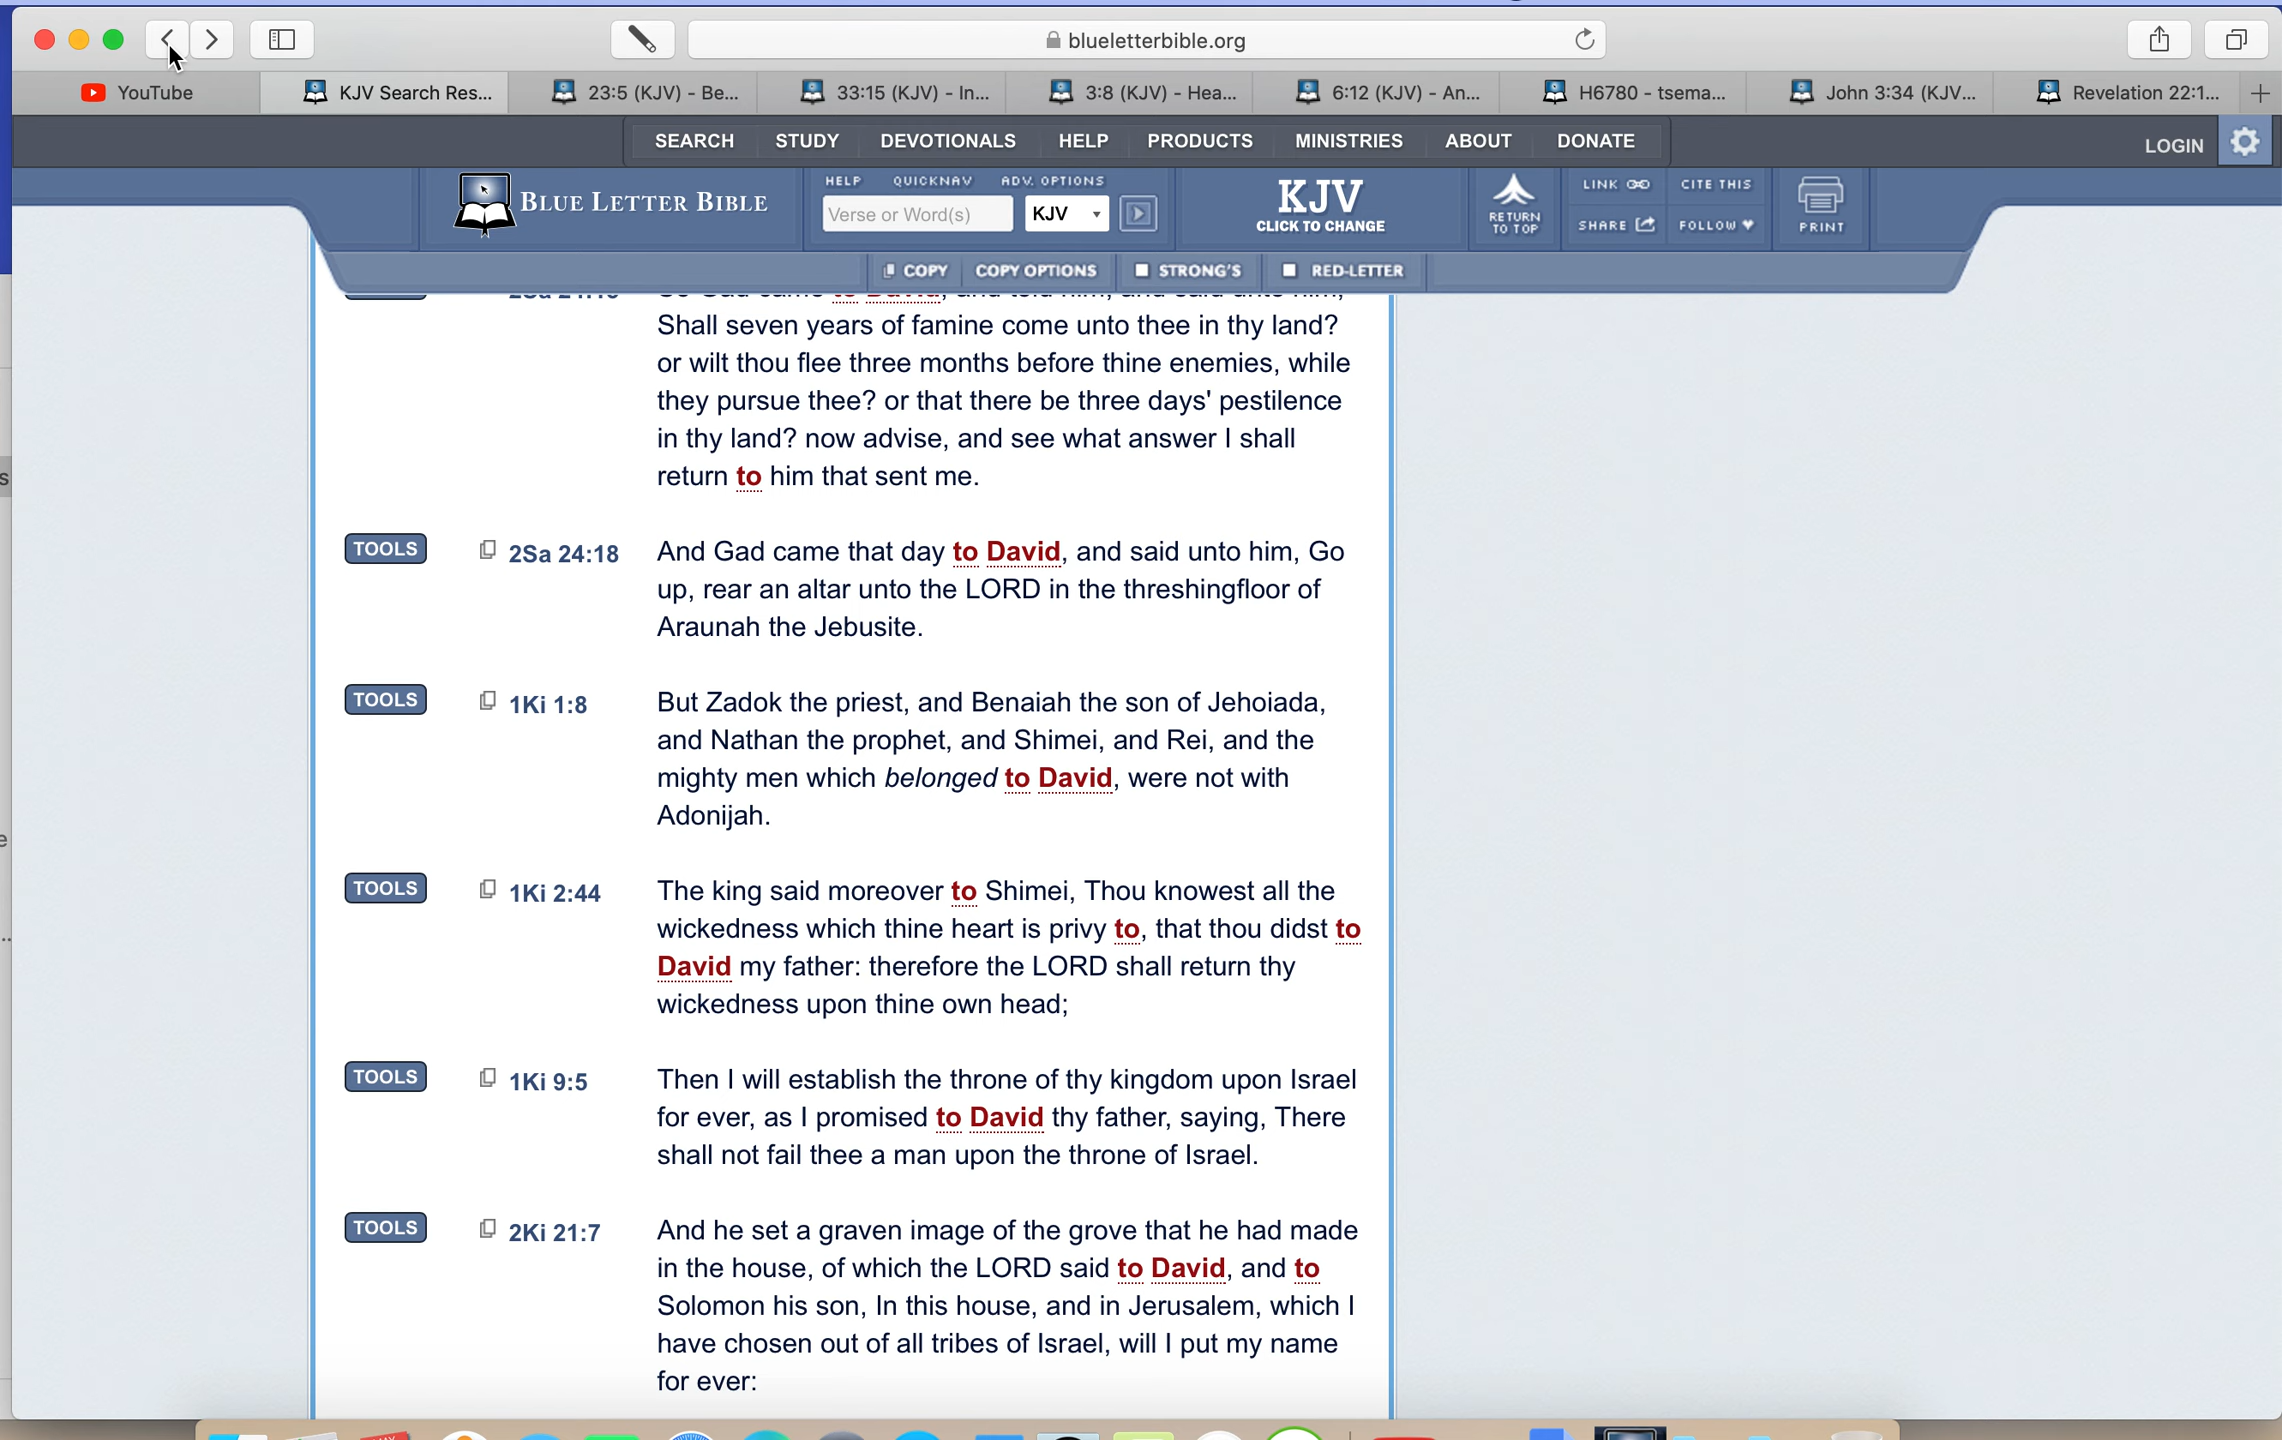 blueletterbible.org
YouTube
KJV Search Res...
23:5 (KJV) - Be...
33:15 (KJV) - In...
3:8 (KJV) - Hea...
6:12 (KJV) - An...
H6780 - tsema...
John 3:34 (KJV...
Revelation 22:1...
SEARCH STUDY DEVOTIONALS HELP PRODUCTS MINISTRIES ABOUT DONATE
LOGIN
BLUE LETTER BIBLE
HELP QUICKNAV ADV. OPTIONS
Verse or Word(s)
KJV
KJV
CLICK TO CHANGE
RETURN
TO TOP
LINK
CITE THIS
SHARE
FOLLOW
PRINT
COPY COPY OPTIONS STRONG'S RED-LETTER
to David, and told him, and said unto him,
Shall seven years of famine come unto thee in thy land?
or wilt thou flee three months before thine enemies, while
they pursue thee? or that there be three days' pestilence
in thy land? now advise, and see what answer I shall
return to him that sent me.
TOOLS 2Sa 24:18 And Gad came that day to David, and said unto him, Go
up, rear an altar unto the LORD in the threshingfloor of
Araunah the Jebusite.
TOOLS 1Ki 1:8 But Zadok the priest, and Benaiah the son of Jehoiada,
and Nathan the prophet, and Shimei, and Rei, and the
mighty men which belonged to David, were not with
Adonijah.
TOOLS 1Ki 2:44 The king said moreover to Shimei, Thou knowest all the
wickedness which thine heart is privy to, that thou didst to
David my father: therefore the LORD shall return thy
wickedness upon thine own head;
TOOLS 1Ki 9:5 Then I will establish the throne of thy kingdom upon Israel
for ever, as I promised to David thy father, saying, There
shall not fail thee a man upon the throne of Israel.
TOOLS 2Ki 21:7 And he set a graven image of the grove that he had made
in the house, of which the LORD said to David, and to
Solomon his son, In this house, and in Jerusalem, which I
have chosen out of all tribes of Israel, will I put my name
for ever: